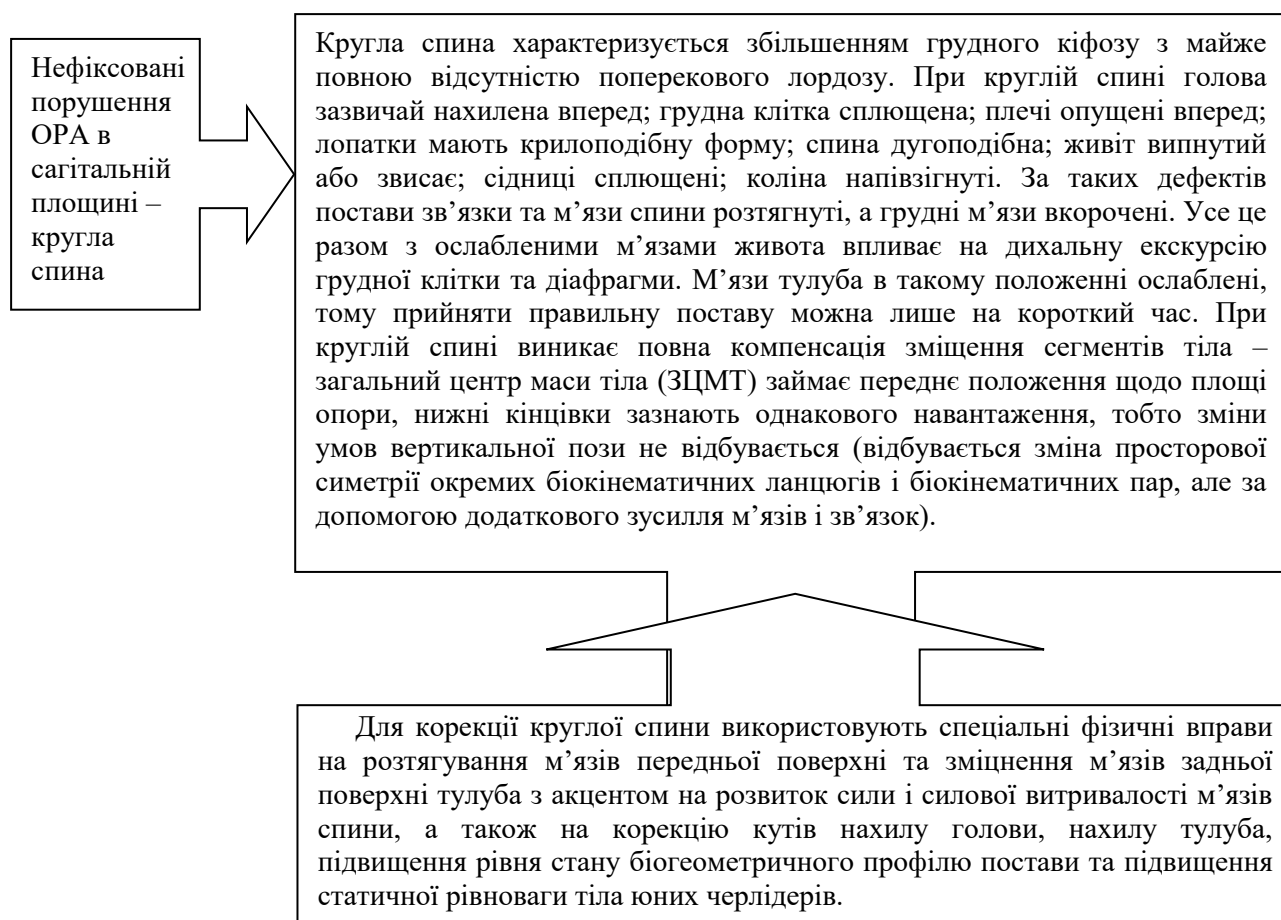 Нефіксовані
порушення
ОРА в
сагітальній
площині –
кругла
спина
Кругла спина характеризується збільшенням грудного кіфозу з майже
повною відсутністю поперекового лордозу. При круглій спині голова
зазвичай нахилена вперед; грудна клітка сплющена; плечі опущені вперед;
лопатки мають крилоподібну форму; спина дугоподібна; живіт випнутий
або звисає; сідниці сплющені; коліна напівзігнуті. За таких дефектів
постави зв’язки та м’язи спини розтягнуті, а грудні м’язи вкорочені. Усе це
разом з ослабленими м’язами живота впливає на дихальну екскурсію
грудної клітки та діафрагми. М’язи тулуба в такому положенні ослаблені,
тому прийняти правильну поставу можна лише на короткий час. При
круглій спині виникає повна компенсація зміщення сегментів тіла –
загальний центр маси тіла (ЗЦМТ) займає переднє положення щодо площі
опори, нижні кінцівки зазнають однакового навантаження, тобто зміни
умов вертикальної пози не відбувається (відбувається зміна просторової
симетрії окремих біокінематичних ланцюгів і біокінематичних пар, але за
допомогою додаткового зусилля м’язів і зв’язок).
Для корекції круглої спини використовують спеціальні фізичні вправи
на розтягування м’язів передньої поверхні та зміцнення м’язів задньої
поверхні тулуба з акцентом на розвиток сили і силової витривалості м’язів
спини, а також на корекцію кутів нахилу голови, нахилу тулуба,
підвищення рівня стану біогеометричного профілю постави та підвищення
статичної рівноваги тіла юних черлідерів.